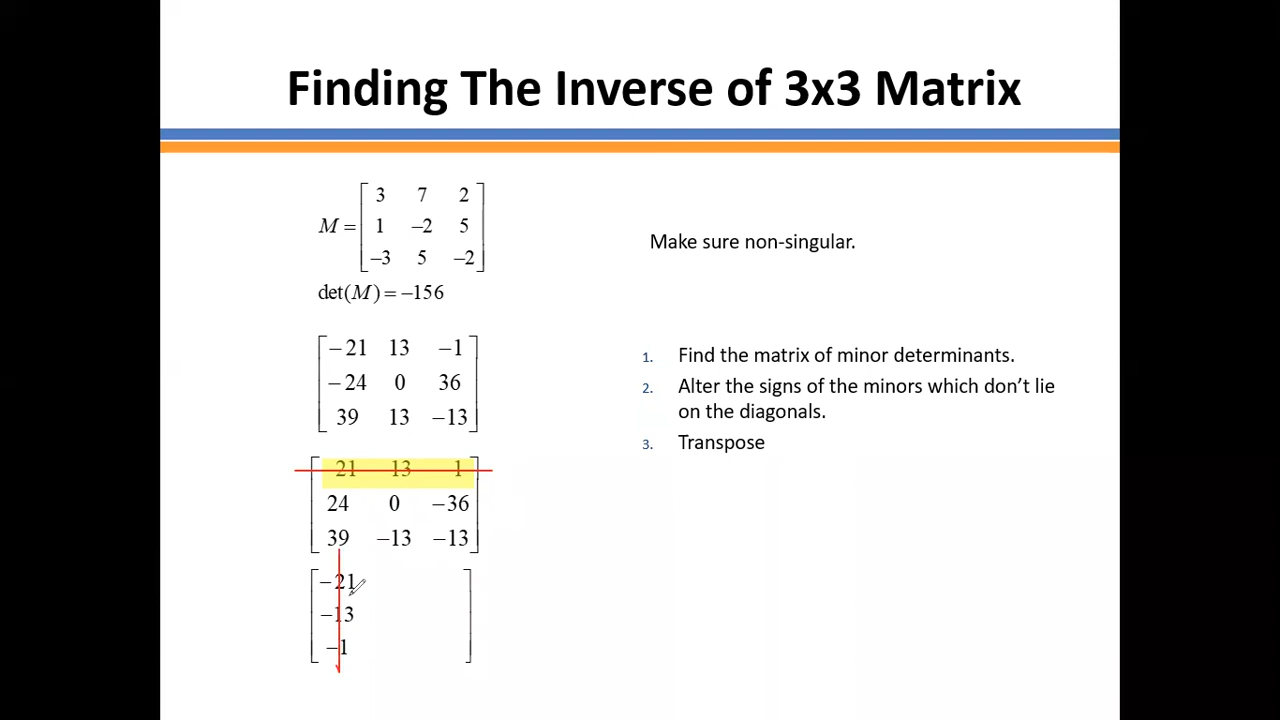 Finding The Inverse of 3x3 Matrix
3 7 2
M = 1 −2 5
−3 5 −2
det(M) = −156
Make sure non-singular.
−21 13 −1
−24 0 36
39 13 −13
1. Find the matrix of minor determinants.
2. Alter the signs of the minors which don’t lie
on the diagonals.
3. Transpose
21 13 1
24 0 −36
39 −13 −13
−21
−13
−1